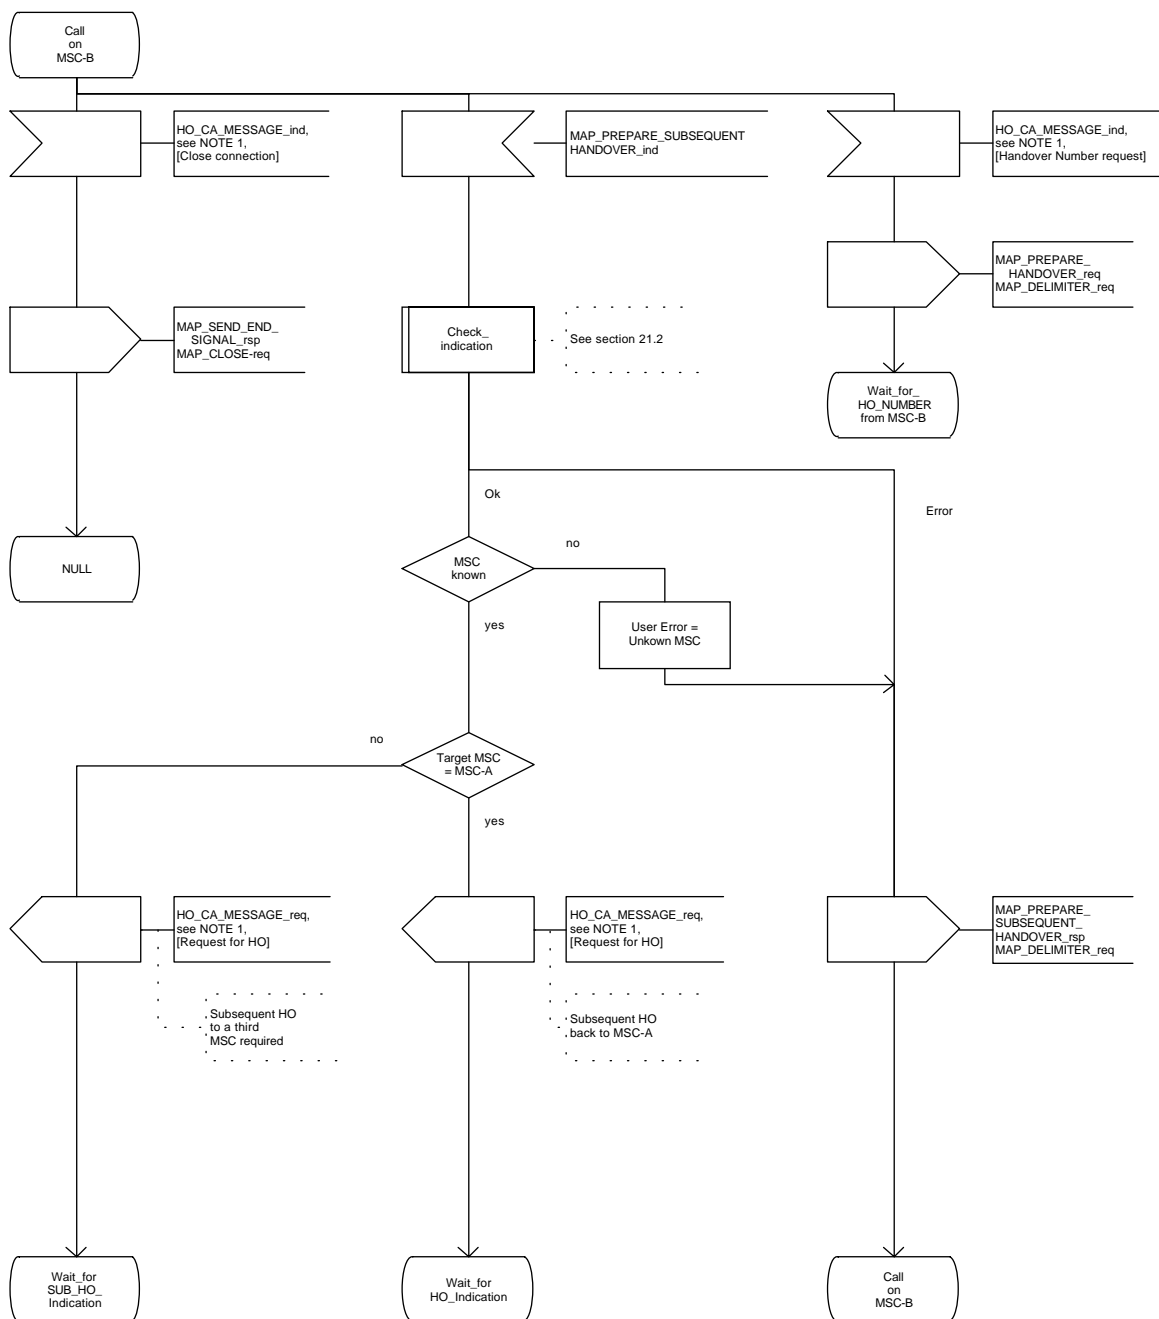 Call
on
MSC-B
HO_CA_MESSAGE_ind,
see NOTE 1,
[Close connection]
MAP_PREPARE_SUBSEQUENT
HANDOVER_ind
HO_CA_MESSAGE_ind,
see NOTE 1,
[Handover Number request]
MAP_PREPARE_
HANDOVER_req
MAP_DELIMITER_req
MAP_SEND_END_
SIGNAL_rsp
MAP_CLOSE-req
Check_
indication
See section 21.2
Wait_for_
HO_NUMBER
from MSC-B
Ok
Error
NULL
MSC
known
no
yes
User Error =
Unkown MSC
no
Target MSC
= MSC-A
yes
HO_CA_MESSAGE_req,
see NOTE 1,
[Request for HO]
HO_CA_MESSAGE_req,
see NOTE 1,
[Request for HO]
MAP_PREPARE_
SUBSEQUENT_
HANDOVER_rsp
MAP_DELIMITER_req
Subsequent HO
to a third
MSC required
Subsequent HO
back to MSC-A
Wait_for
SUB_HO_
Indication
Wait_for
HO_Indication
Call
on
MSC-B